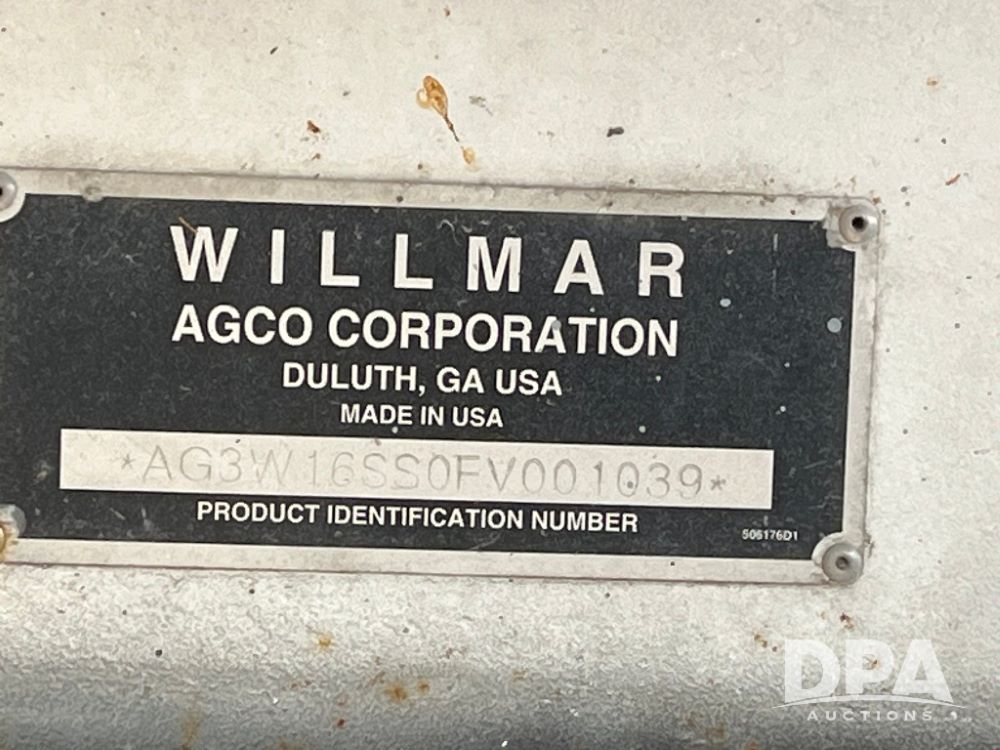 WILLMAR
AGCO CORPORATION
DULUTH, GA USA
MADE IN USA
*AG3W16SS0FV001039*
PRODUCT IDENTIFICATION NUMBER
506176D1
DPA
AUCTIONS